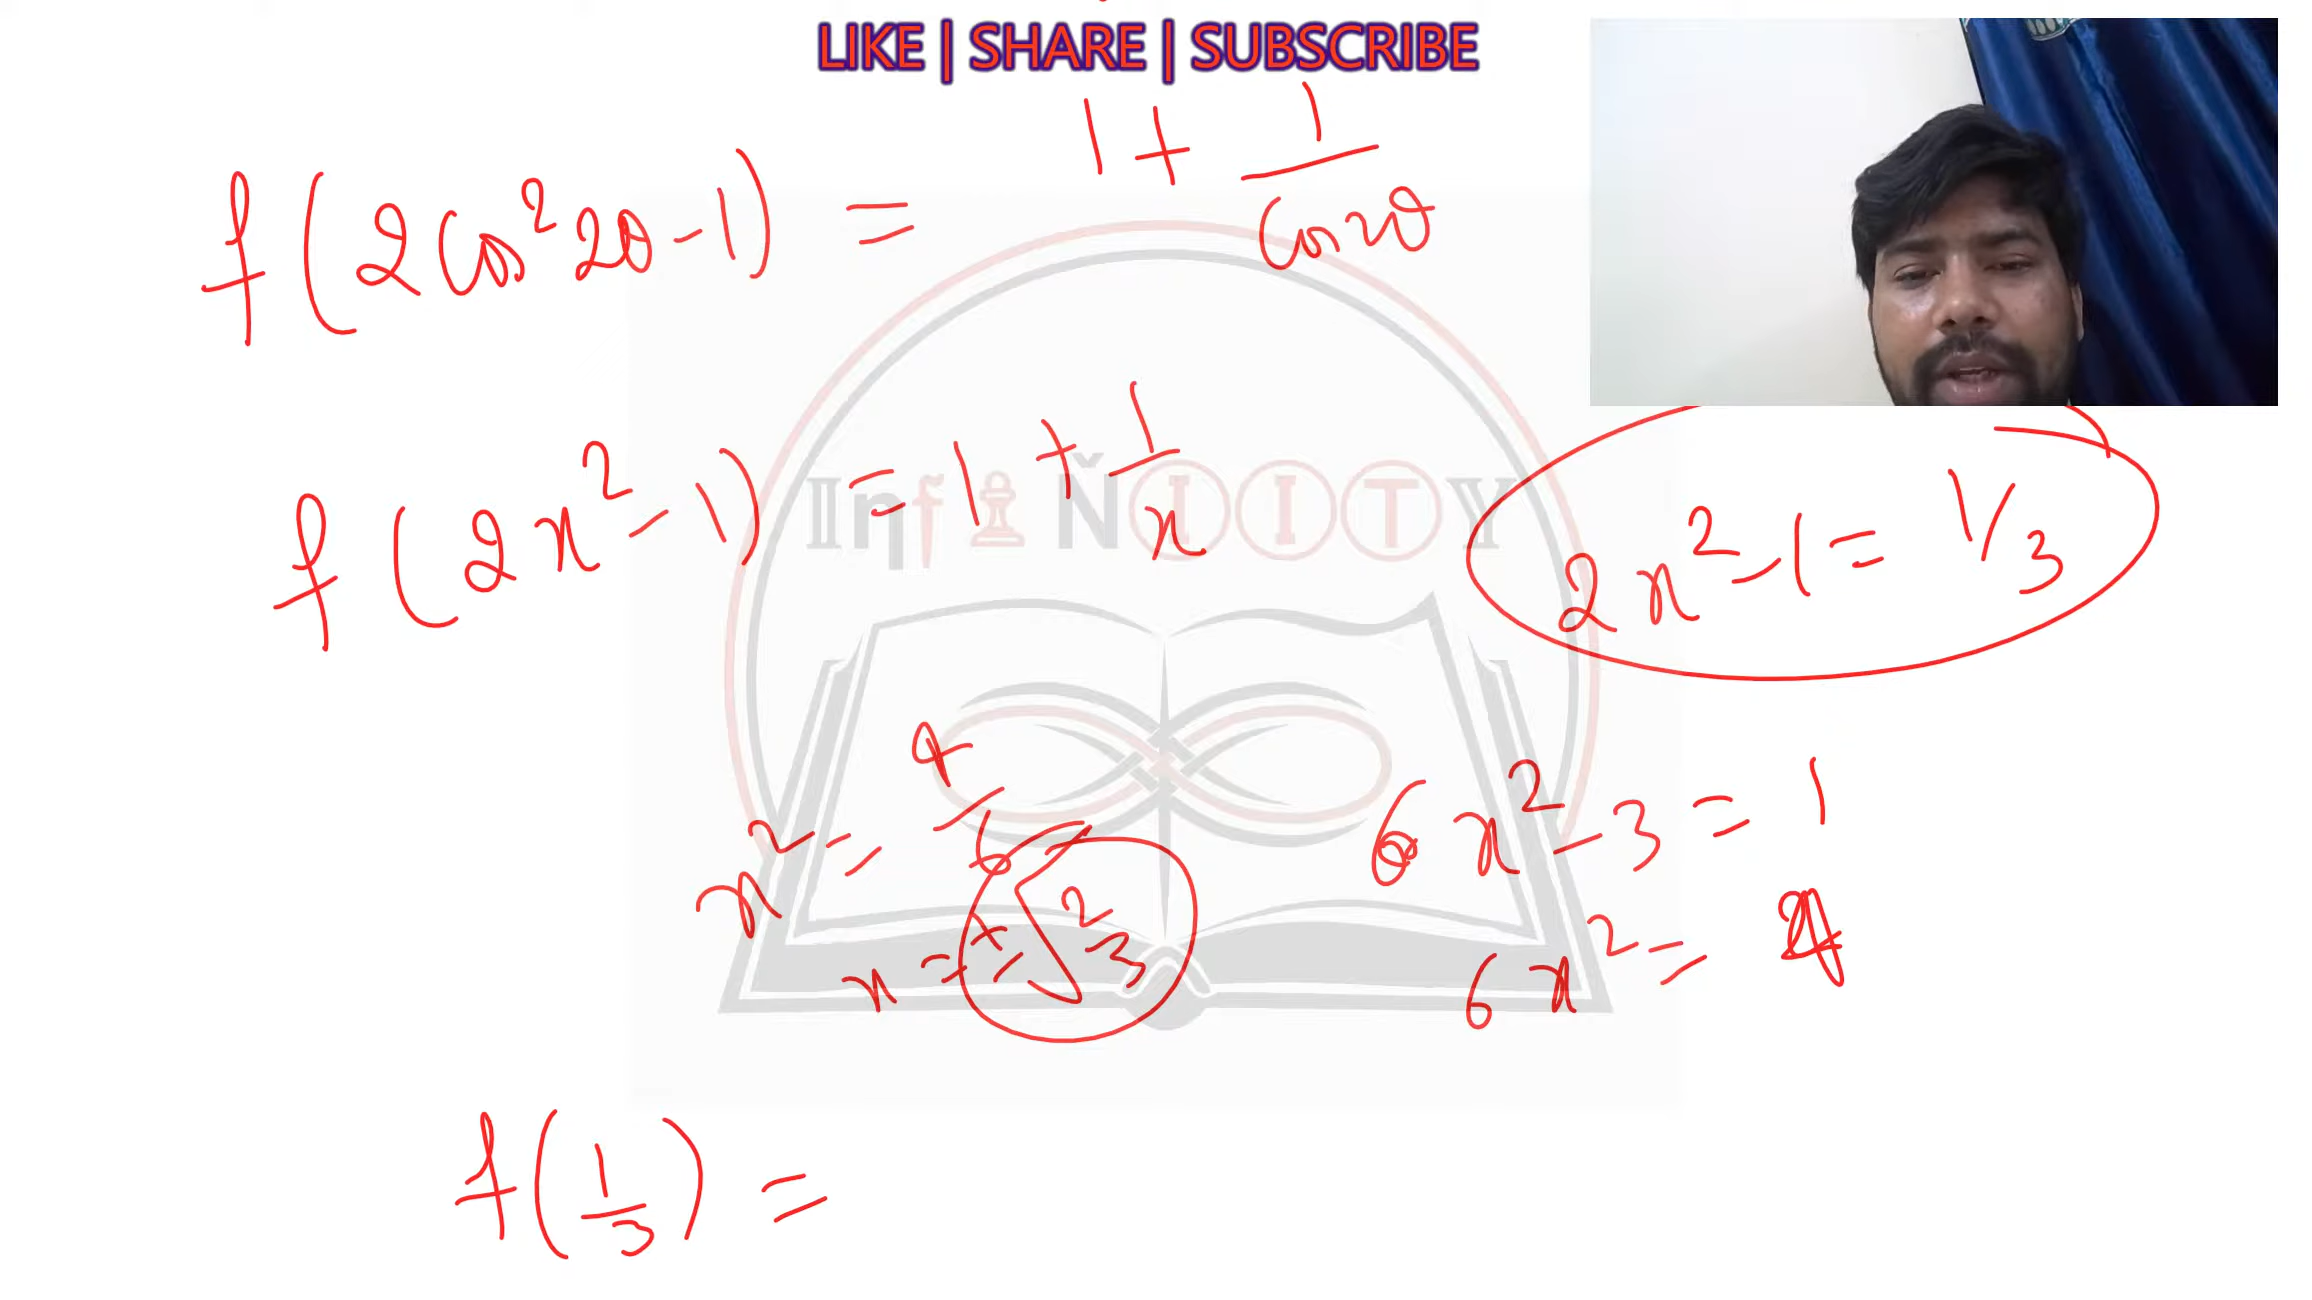 LIKE | SHARE | SUBSCRIBE
f(2cos²2θ-1) = 1 + 1/cos2θ
f(2x²-1) = 1 + 1/x
InfiŇIITY
2x²-1 = 1/3
6x²-3 = 1
6x² = 4
x² = 4/6
x = ±√2/3
f(1/3) =